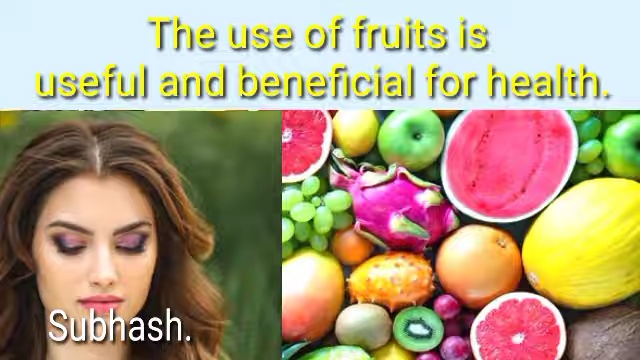 The use of fruits is
useful and beneficial for health.
Subhash.